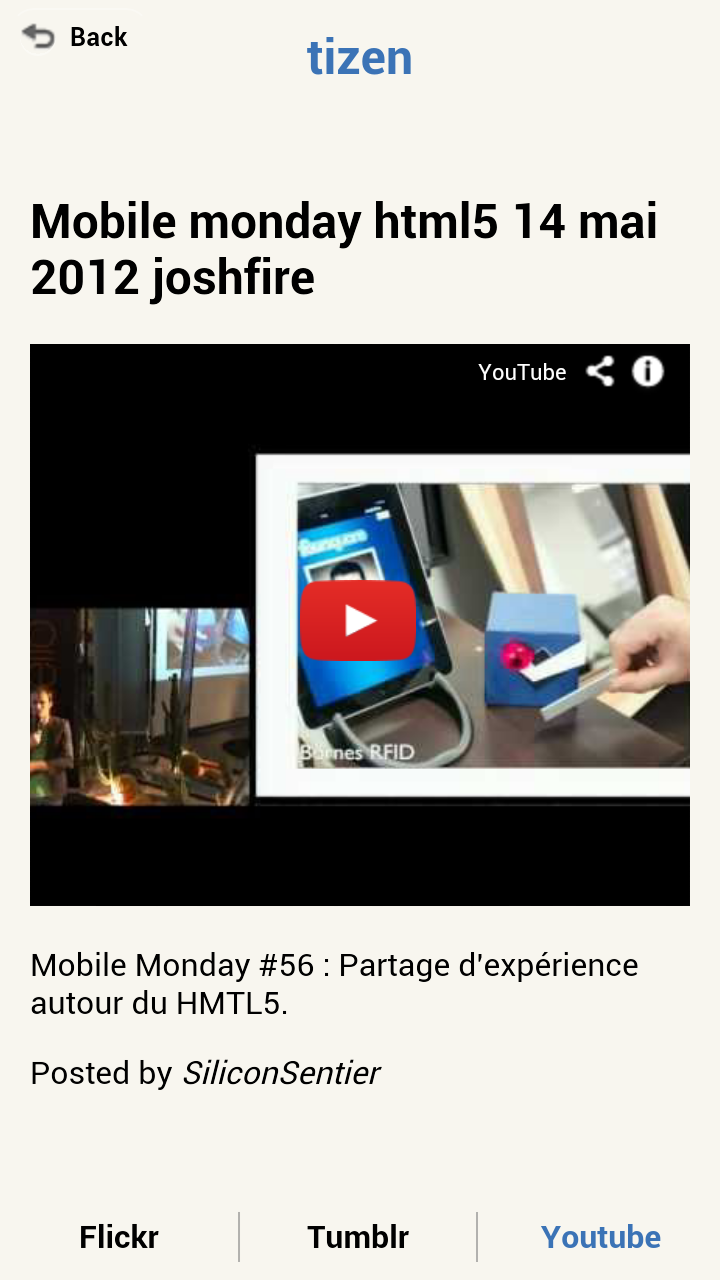 Back
tizen
Mobile monday html5 14 mai
2012 joshfire
YouTube
foursquare
Bornes RFID
Mobile Monday #56 : Partage d'expérience
autour du HMTL5.
Posted by SiliconSentier
Flickr
Tumblr
Youtube